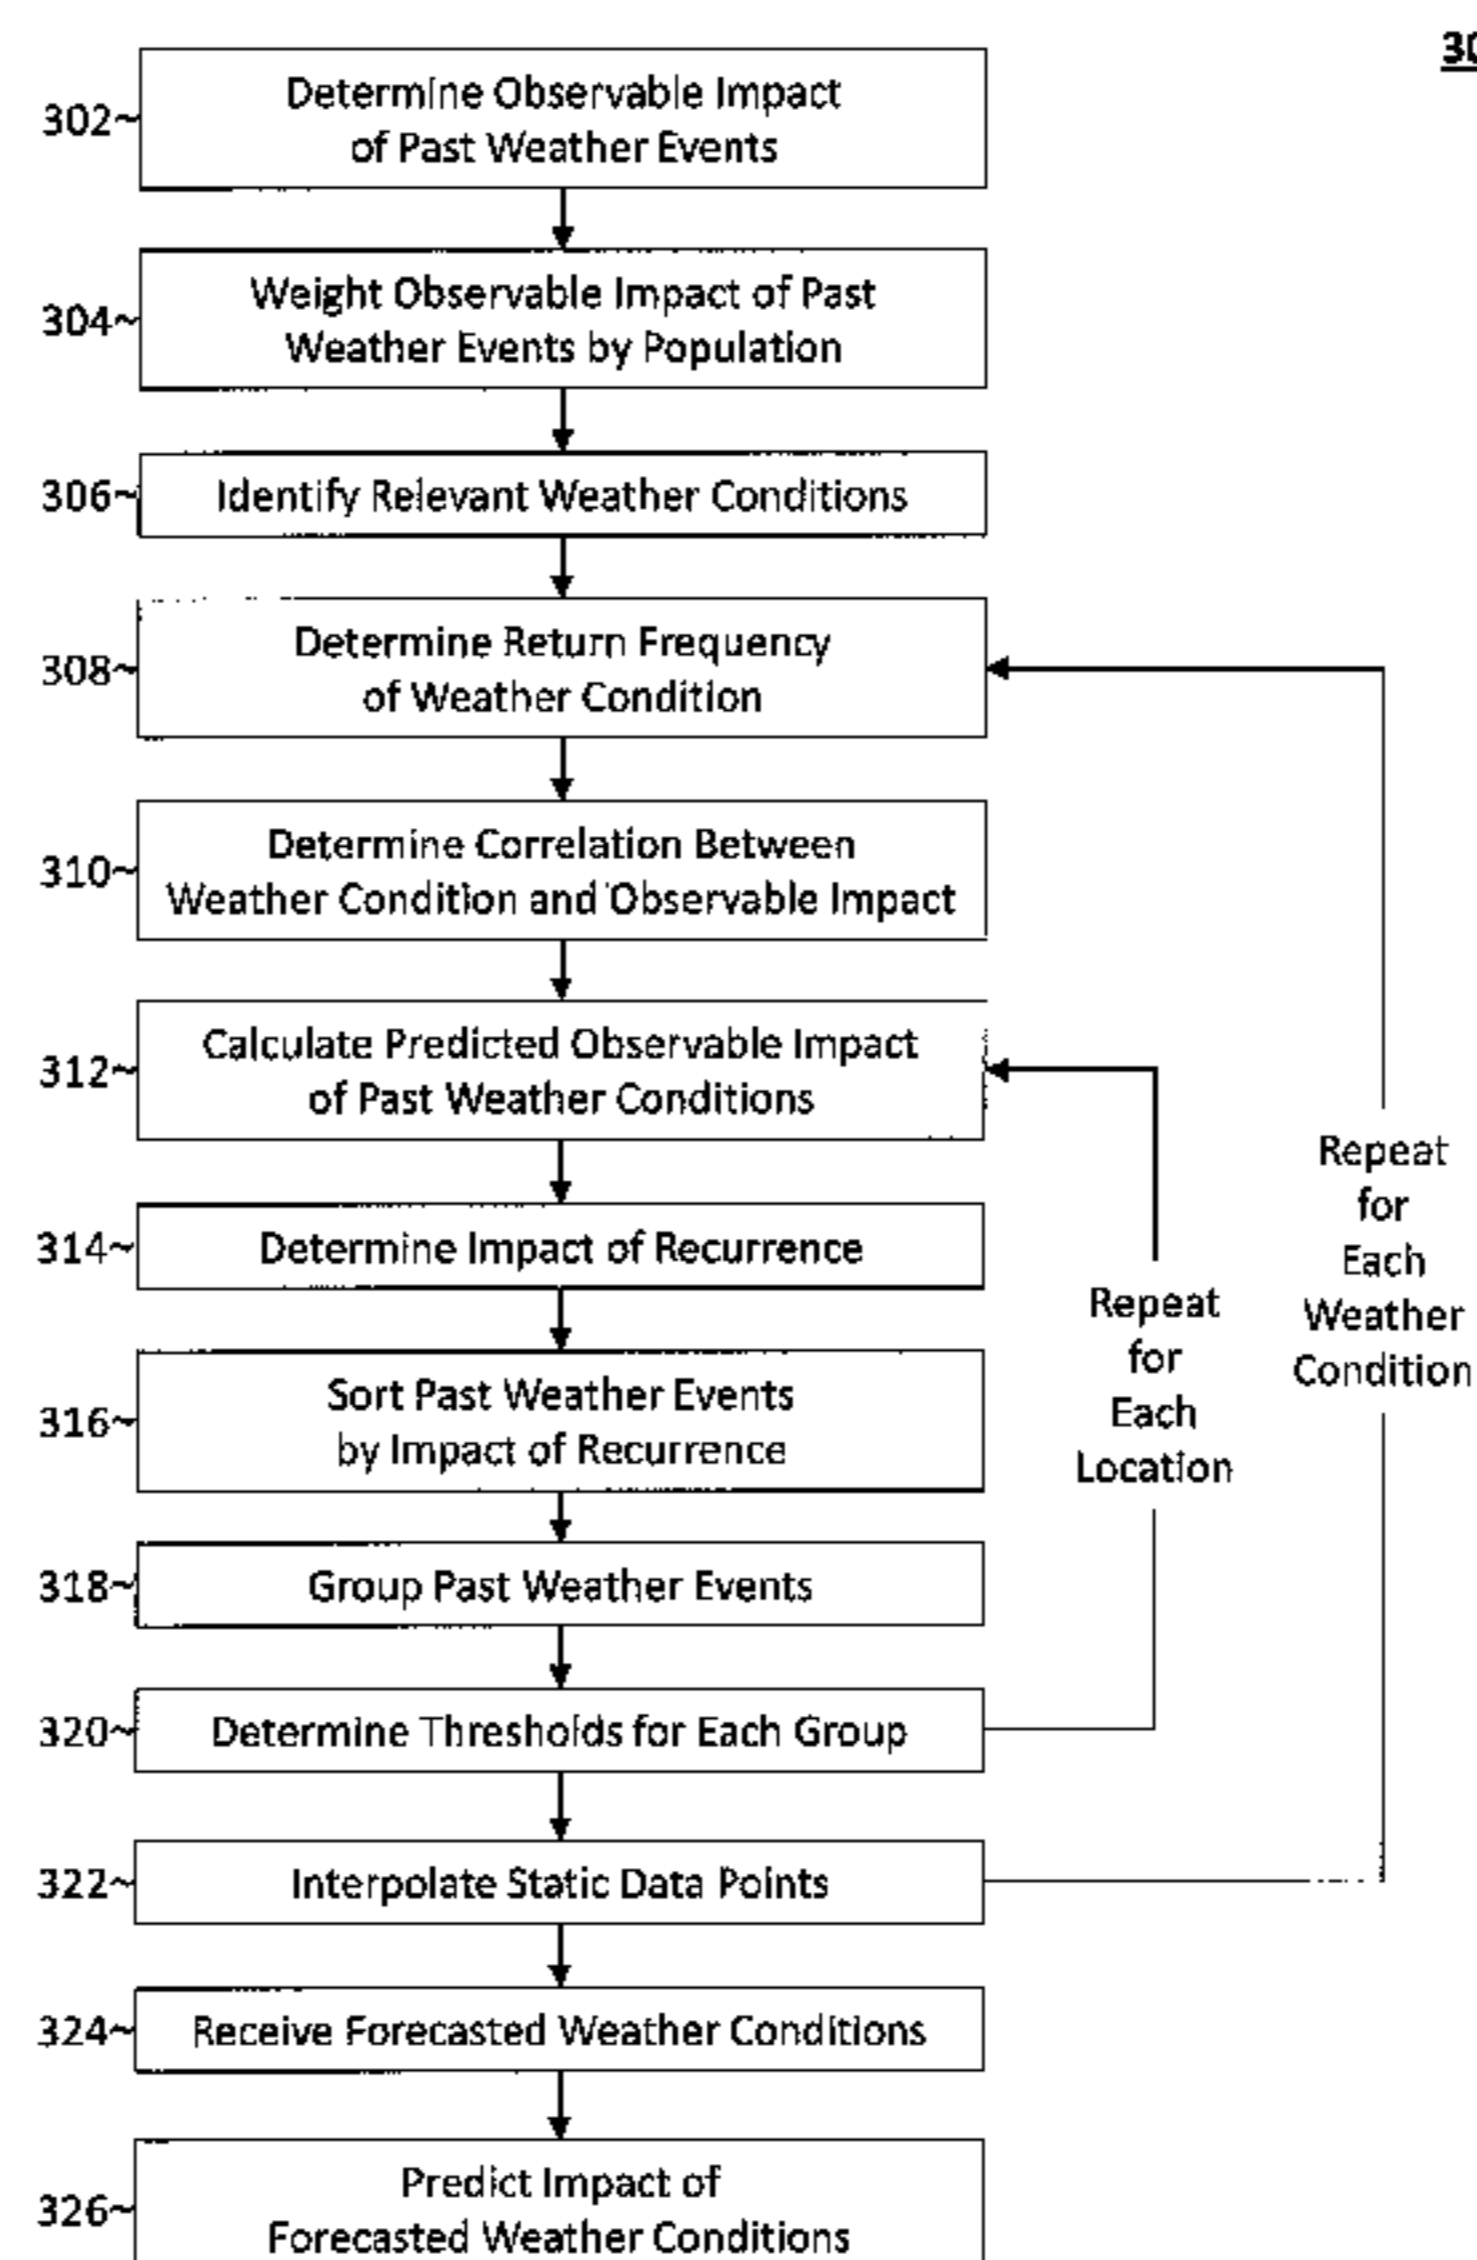 302~
Determine Observable Impact
of Past Weather Events
304~
Weight Observable Impact of Past
Weather Events by Population
306~
Identify Relevant Weather Conditions
308~
Determine Return Frequency
of Weather Condition
310~
Determine Correlation Between
Weather Condition and Observable Impact
312~
Calculate Predicted Observable Impact
of Past Weather Conditions
314~
Determine Impact of Recurrence
316~
Sort Past Weather Events
by Impact of Recurrence
318~
Group Past Weather Events
320~
Determine Thresholds for Each Group
322~
Interpolate Static Data Points
324~
Receive Forecasted Weather Conditions
326~
Predict Impact of
Forecasted Weather Conditions
Repeat
for
Each
Location
Repeat
for
Each
Weather
Condition